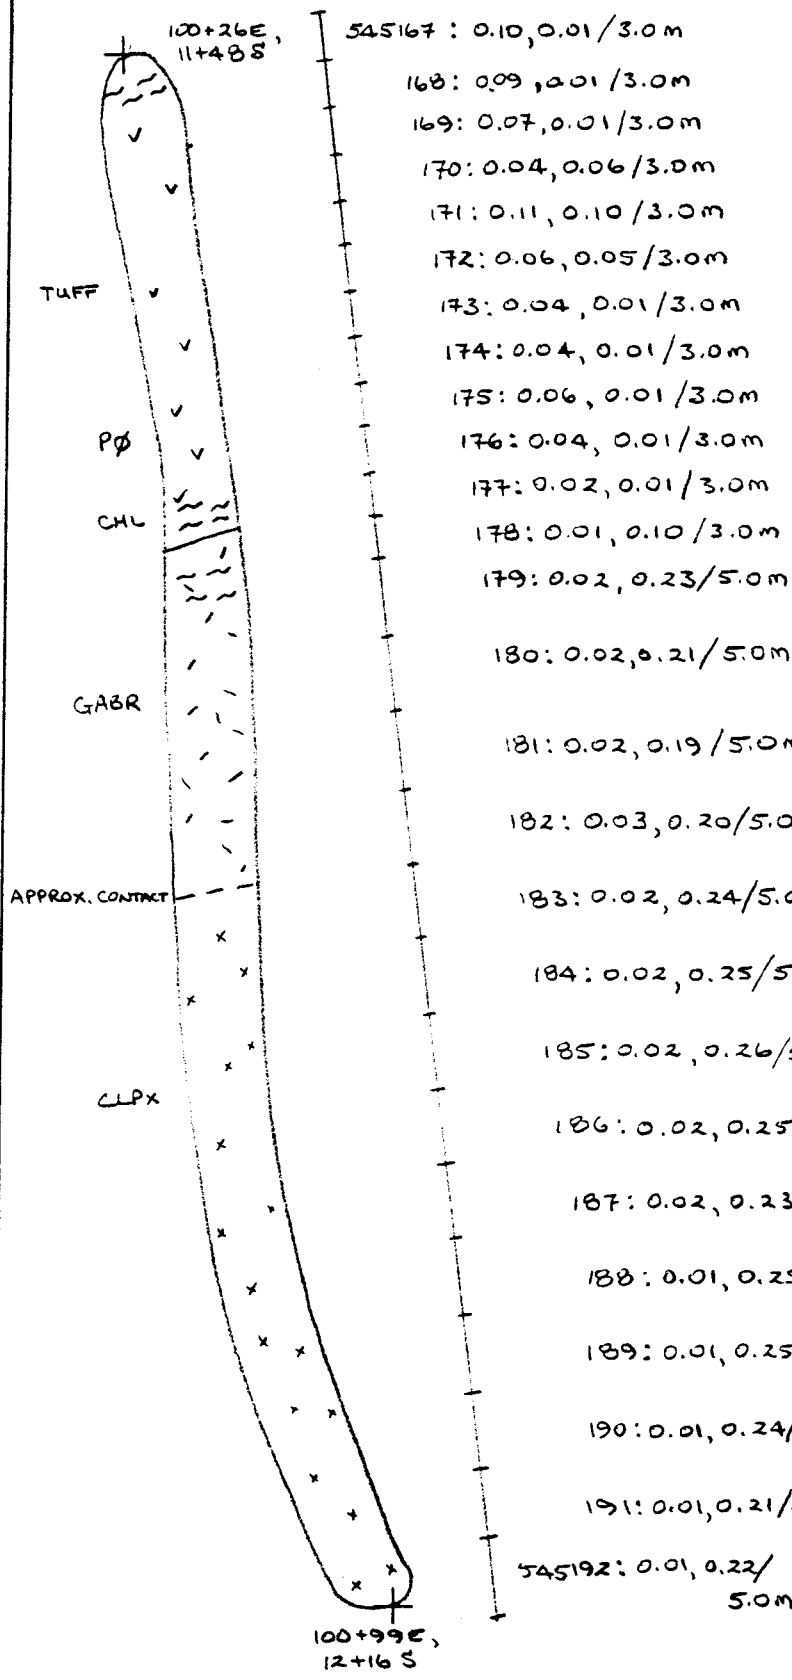 100+26E,
11+48S
545167: 0.10, 0.01/3.0m
168: 0.09, 0.01/3.0m
169: 0.07, 0.01/3.0m
170: 0.04, 0.06/3.0m
171: 0.11, 0.10/3.0m
172: 0.06, 0.05/3.0m
TUFF
173: 0.04, 0.01/3.0m
174: 0.04, 0.01/3.0m
175: 0.06, 0.01/3.0m
PØ
176: 0.04, 0.01/3.0m
177: 0.02, 0.01/3.0m
CHL
178: 0.01, 0.10/3.0m
179: 0.02, 0.23/5.0m
180: 0.02, 0.21/5.0m
GABR
181: 0.02, 0.19/5.0m
182: 0.03, 0.20/5.0
APPROX. CONTACT
183: 0.02, 0.24/5.0
184: 0.02, 0.25/5
185: 0.02, 0.26/
CLPX
186: 0.02, 0.25
187: 0.02, 0.23
188: 0.01, 0.25
189: 0.01, 0.25
190: 0.01, 0.24/
191: 0.01, 0.21/
545192: 0.01, 0.22/
5.0m
100+99E,
12+16 S